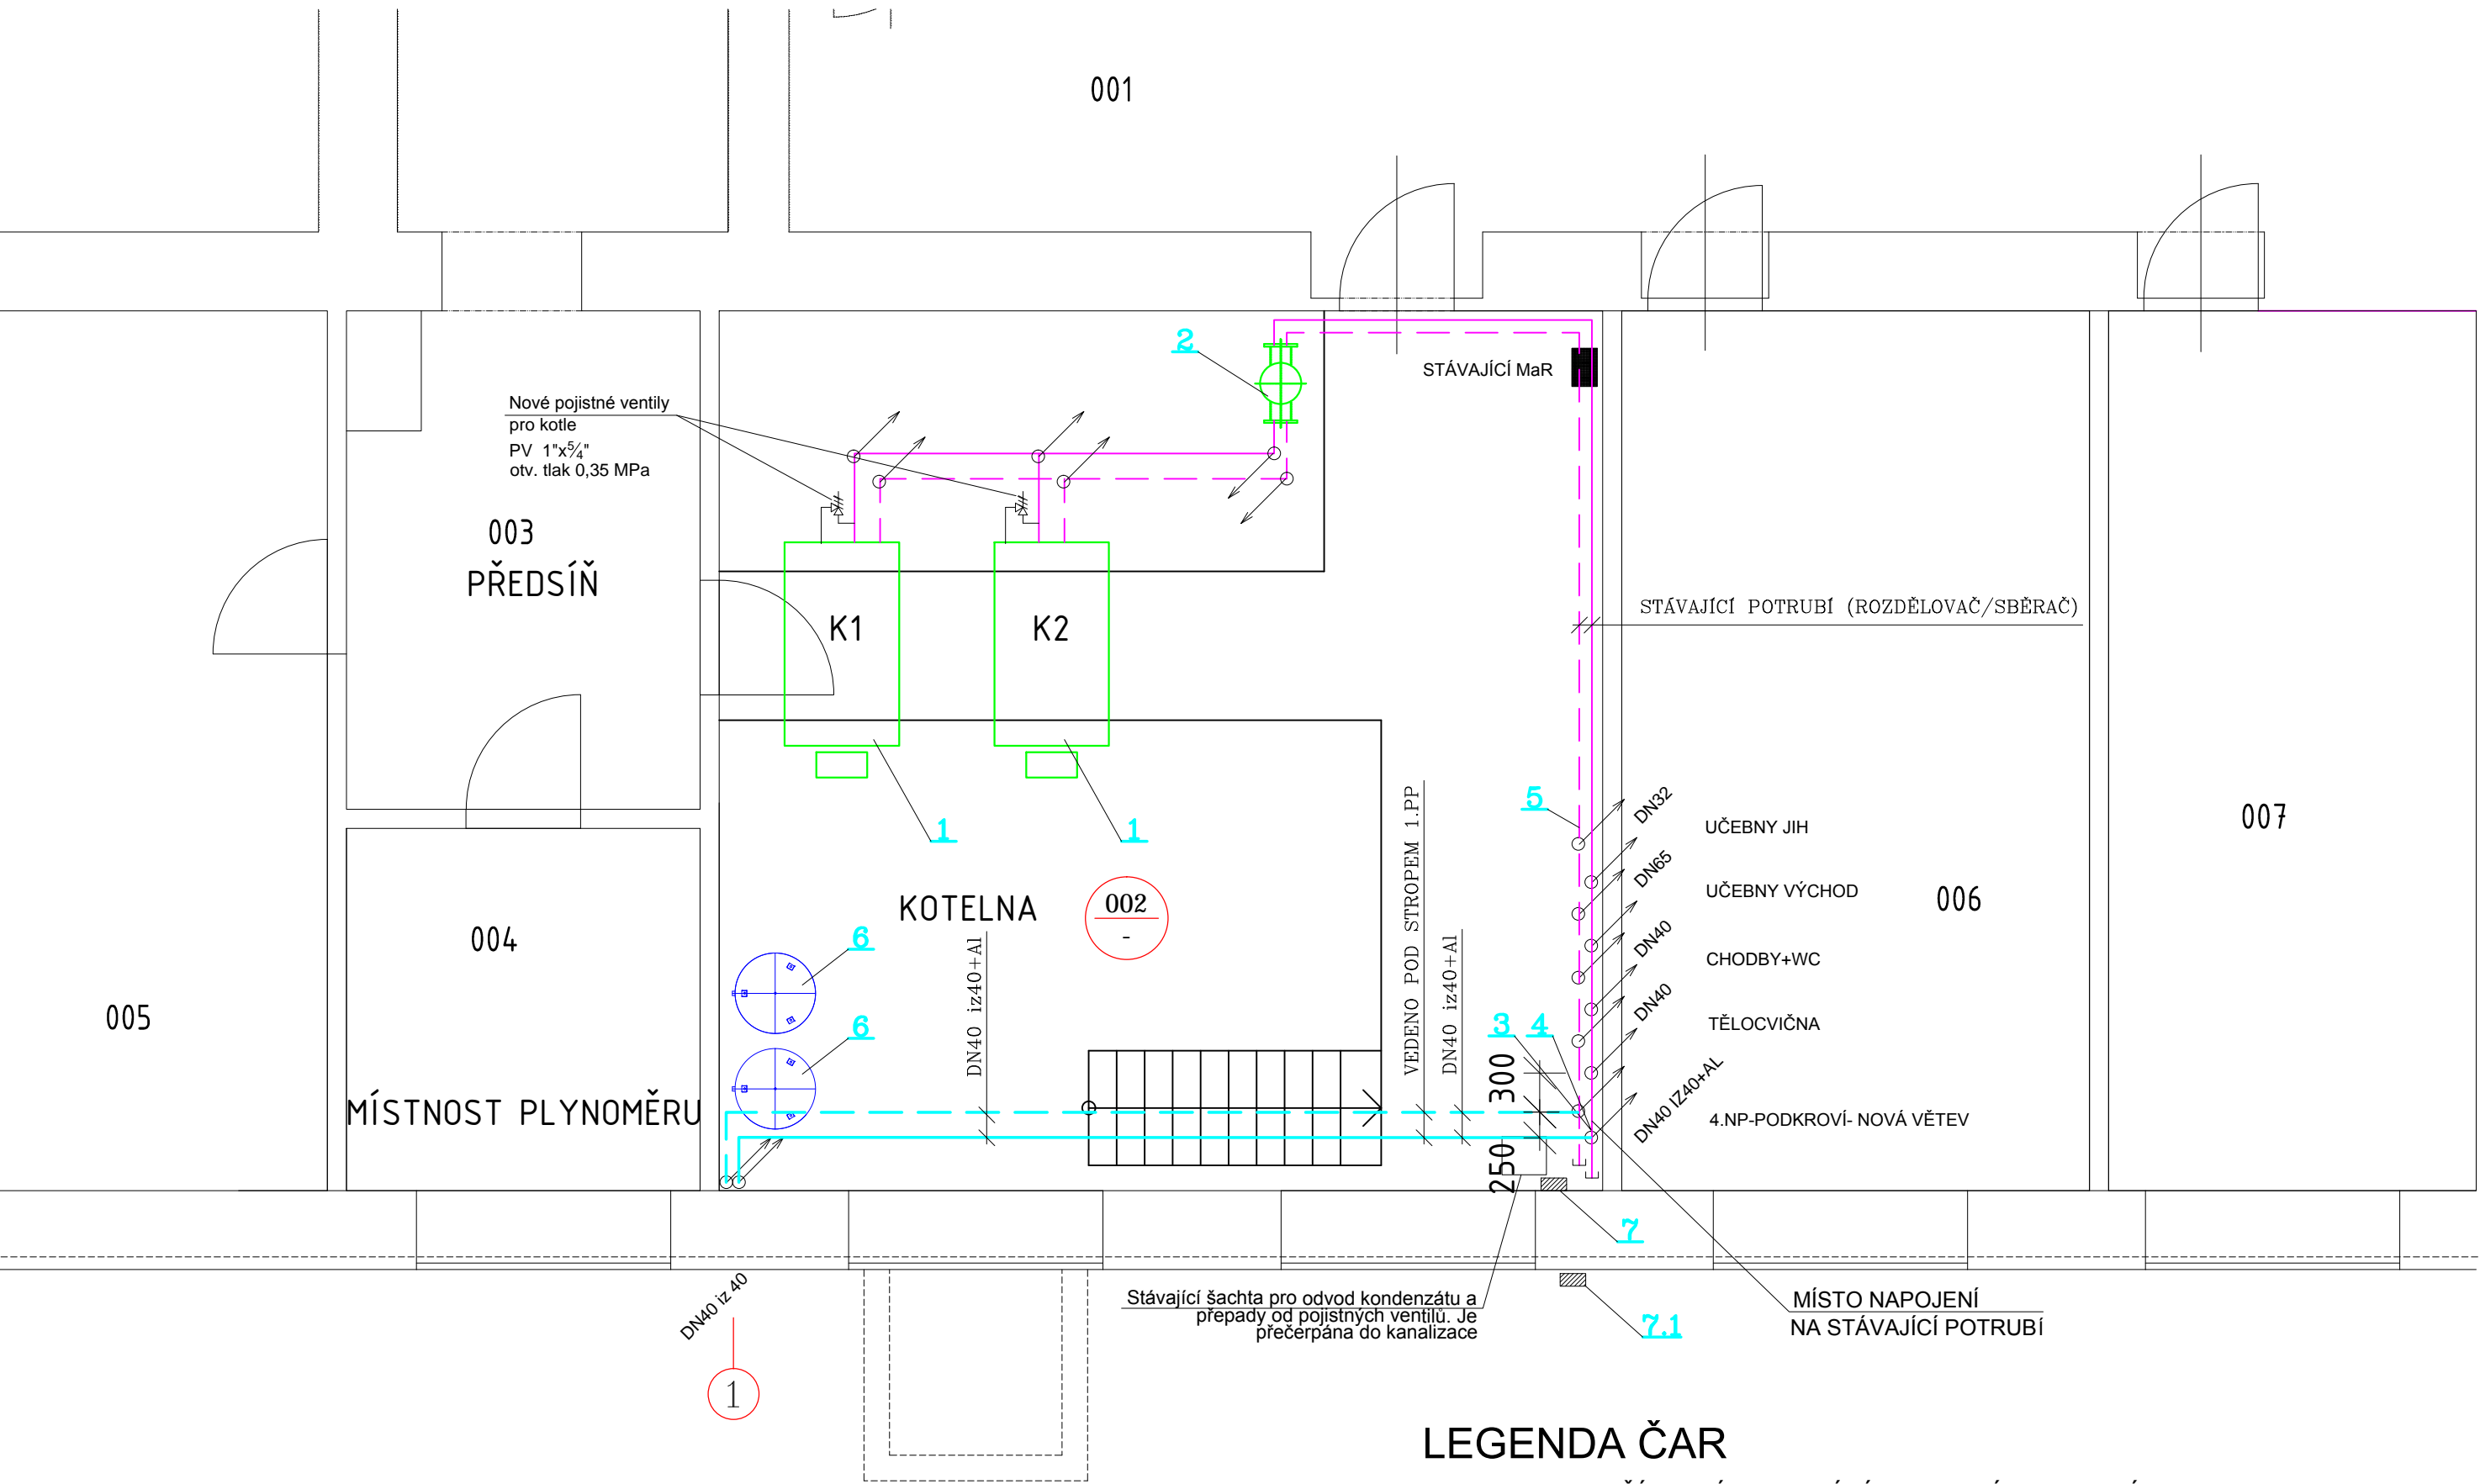 001
2
STÁVAJÍCÍ MaR
Nové pojistné ventily
pro kotle
PV 1"x5⁄4"
otv. tlak 0,35 MPa
003
PŘEDSÍŇ
K1
K2
STÁVAJÍCÍ POTRUBÍ (ROZDĚLOVAČ/SBĚRAČ)
1
1
5
DN32
UČEBNY JIH
007
DN65
UČEBNY VÝCHOD
006
KOTELNA
002
-
004
6
DN40
CHODBY+WC
005
6
DN40
TĚLOCVIČNA
3
4
DN40 iz40+Al
VEDENO POD STROPEM 1.PP
DN40 iz40+Al
300
250
MÍSTNOST PLYNOMĚRU
DN40 IZ40+AL
4.NP-PODKROVÍ- NOVÁ VĚTEV
7
DN40 iz 40
1
Stávající šachta pro odvod kondenzátu a
přepady od pojistných ventilů. Je
přečerpána do kanalizace
7.1
MÍSTO NAPOJENÍ
NA STÁVAJÍCÍ POTRUBÍ
LEGENDA ČAR